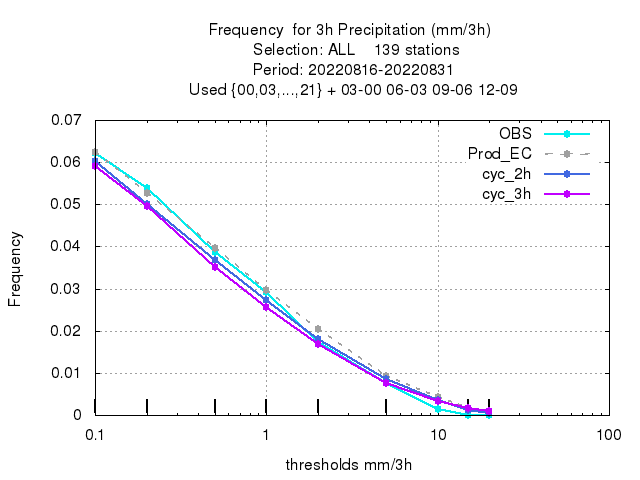 Frequency  for 3h Precipitation (mm/3h)
Selection: ALL    139 stations
Period: 20220816-20220831
Used {00,03,...,21} + 03-00 06-03 09-06 12-09
0.07
0.06
0.05
0.04
0.03
0.02
0.01
0
Frequency
OBS
Prod_EC
cyc_2h
cyc_3h
0.1 1 10 100
thresholds mm/3h